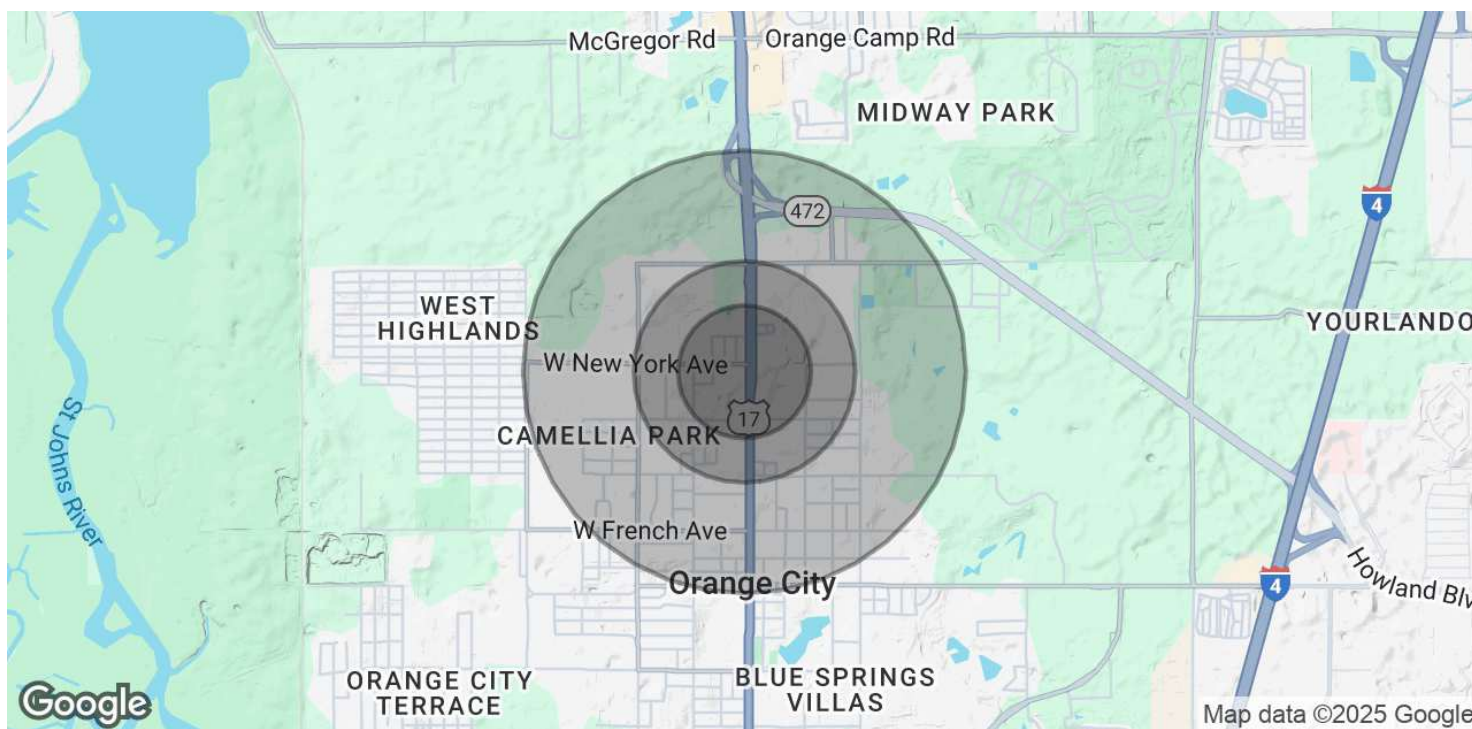 McGregor Rd
Orange Camp Rd
MIDWAY PARK
4
472
WEST
HIGHLANDS
YOURLANDO
W New York Ave
17
CAMELLIA PARK
St Johns River
W French Ave
Orange City
4
Howland Blv
ORANGE CITY
TERRACE
BLUE SPRINGS
VILLAS
Google
Map data ©2025 Google